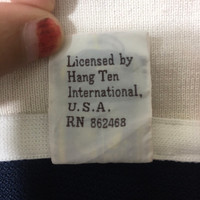 Licensed by
Hang Ten
International,
U.S.A.
RN 862468